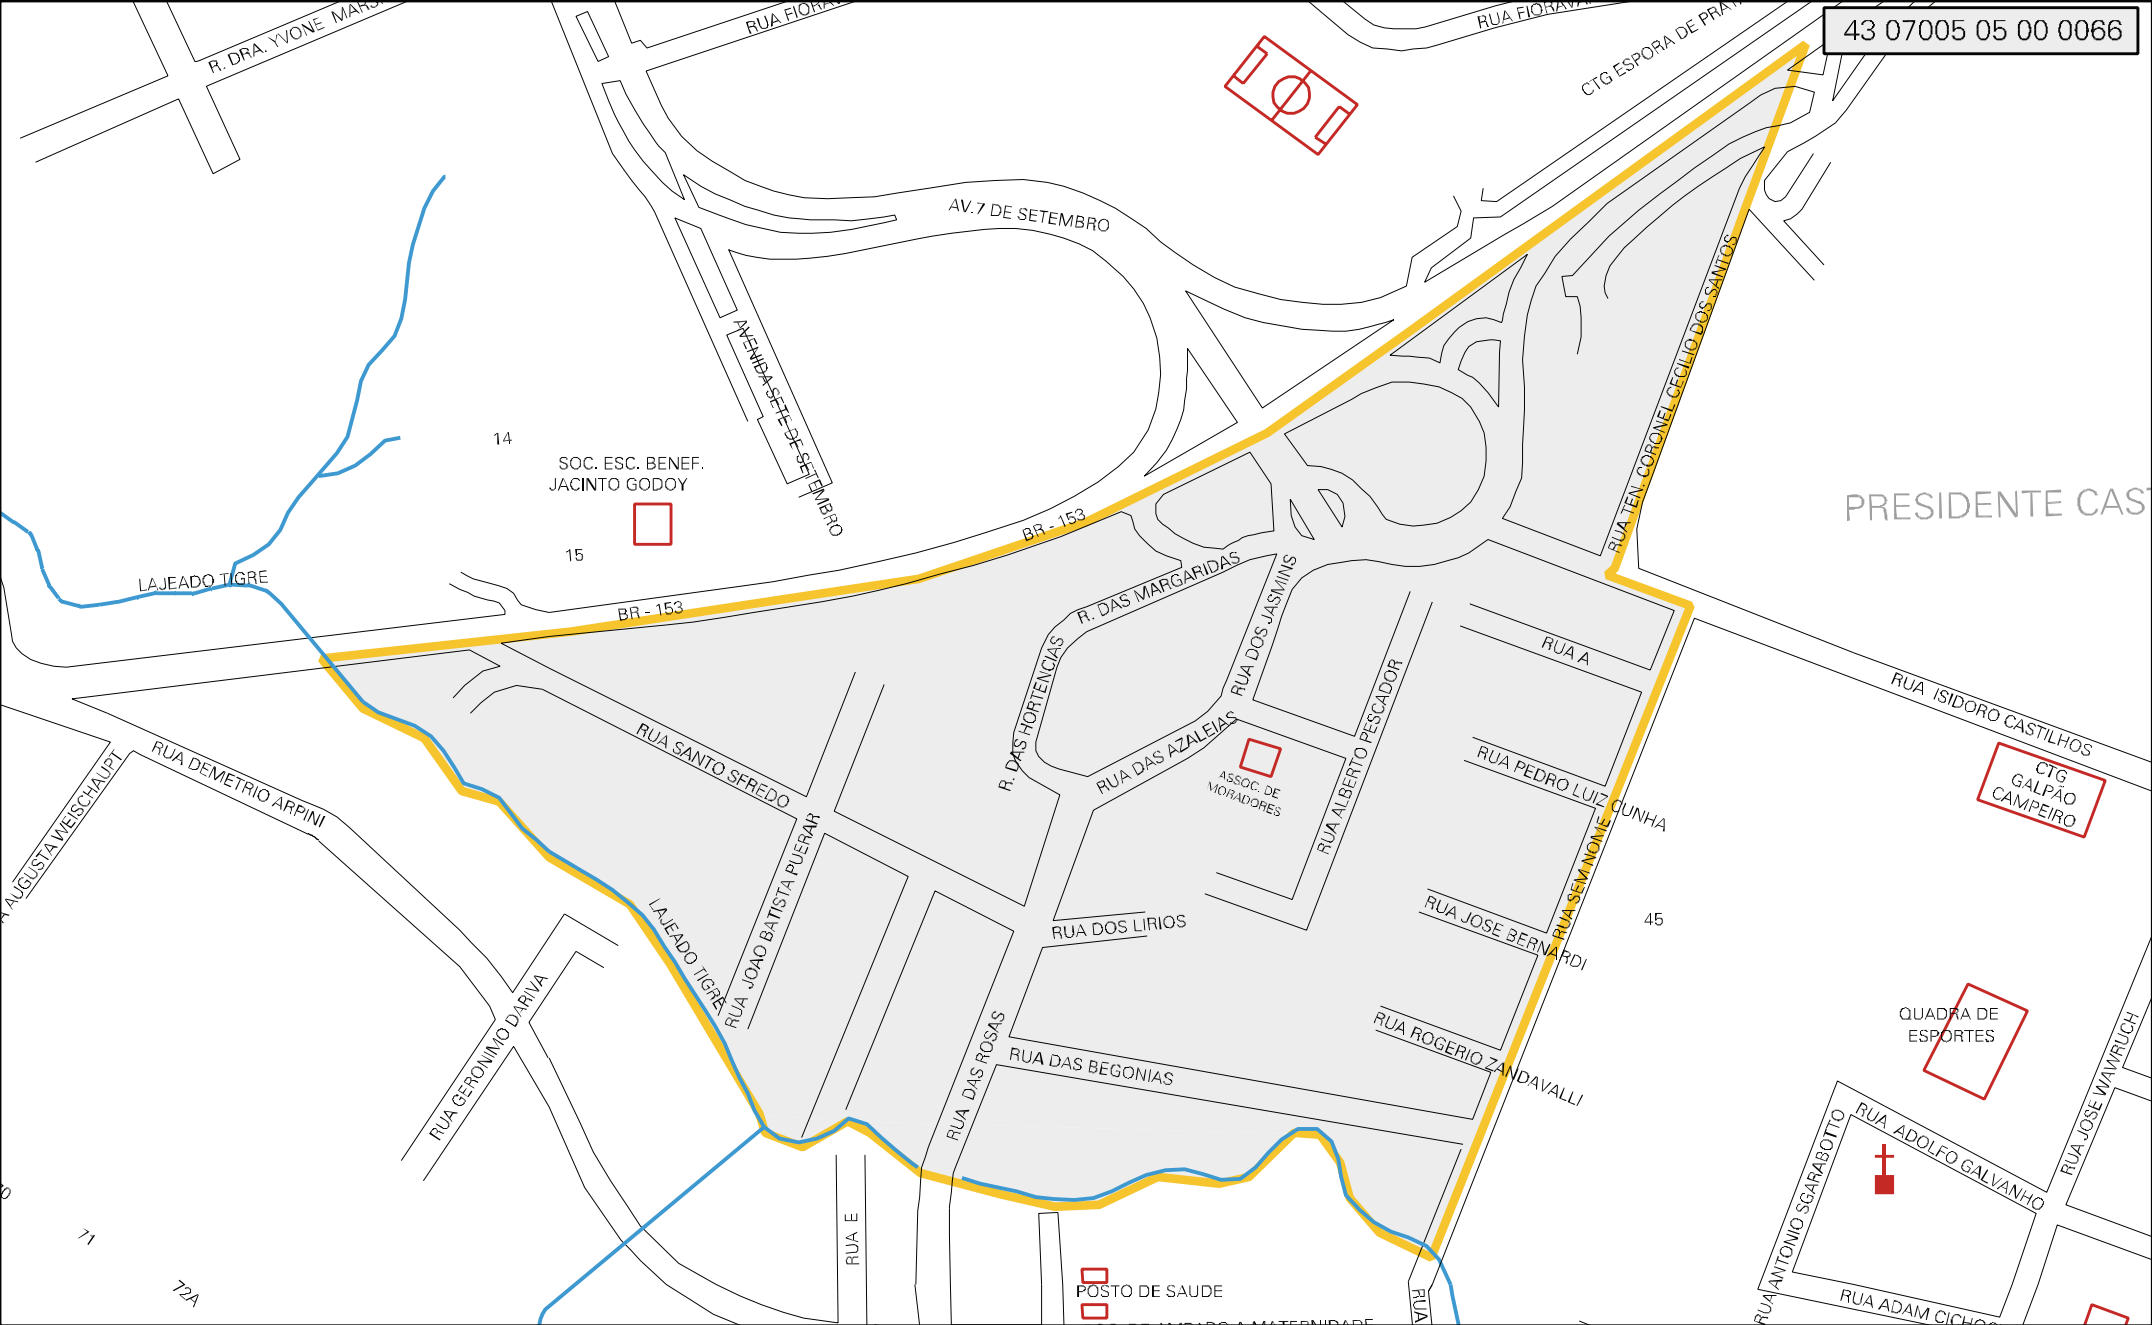 43 07005 05 00 0066
R. DRA. YVONE
RUA
RUA
CTG ESPORA DE
AV.7 DE SETEMBRO
AVENIDA SETE DE SETEMBRO
RUA TEN. CORONEL CECILIO DOS SANTOS
14
SOC. ESC. BENEF.
JACINTO GODOY
15
PRESIDENTE
BR - 153
LAJEADO TIGRE
BR - 153
R. DAS MARGARIDAS
RUA DOS JASMINS
R. DAS HORTENCIAS
RUA A
RUA ISIDORO CASTILHOS
RUA SANTO SFREDO
RUA DAS AZALEIAS
RUA ALBERTO PESCADOR
ASSOC. DE
MORADORES
RUA PEDRO LUIZ CUNHA
CTG
GALPÃO
CAMPEIRO
RUA DEMETRIO ARPINI
AUGUSTA WEISCHAUPT
RUA JOAO BATISTA PUERAR
RUA SEM NOME
LAJEADO TIGRE
RUA DOS LIRIOS
RUA JOSE BERNARDI
45
RUA GERONIMO DARIVA
RUA DAS ROSAS
RUA DAS BEGONIAS
RUA ROGERIO ZANDAVALLI
QUADRA DE
ESPORTES
RUA JOSE WAWRUCH
RUA ADOLFO GALVANHO
RUA ANTONIO SGARABOTTO
71
72A
RUA E
POSTO DE SAUDE
RUA
RUA ADAM